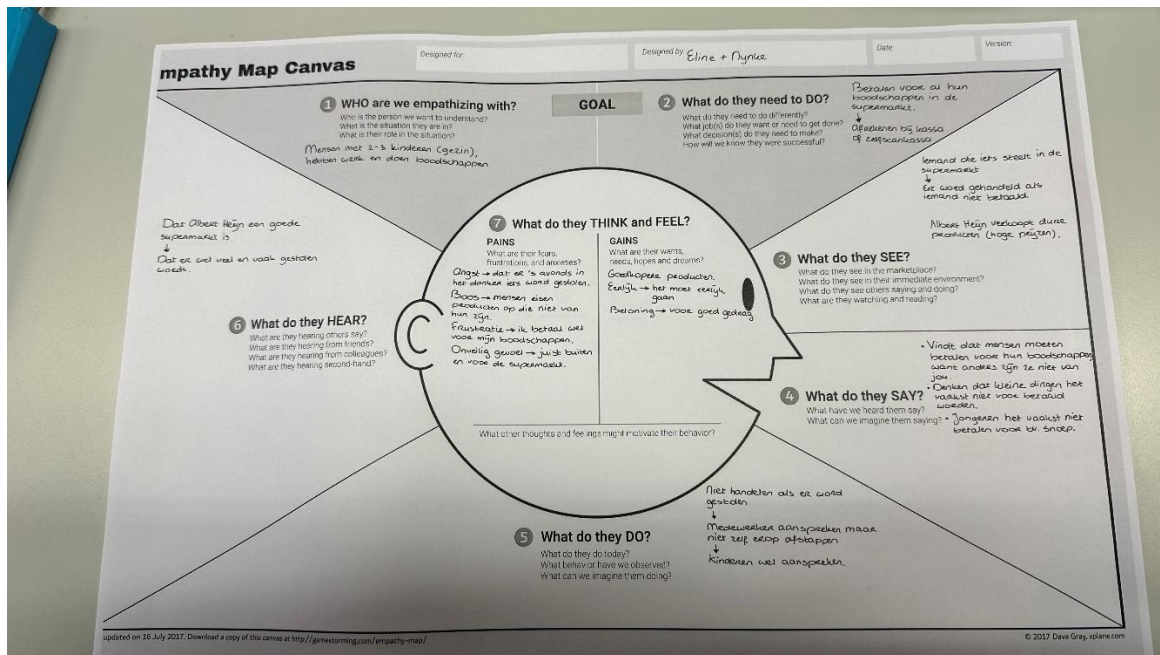 mpathy Map Canvas
Designed for:
Designed by: Eline + Nynke
Date:
Version:
1 WHO are we empathizing with?
Who is the person we want to understand?
What is the situation they are in?
What is their role in the situation?
Mensen met 2-3 kinderen (gezin),
hebben werk en doen boodschappen
GOAL
2 What do they need to DO?
What do they need to do differently?
What job(s) do they want or need to get done?
What decision(s) do they need to make?
How will we know they were successful?
Betalen voor al hun
boodschappen in de
supermarkt.
↓
afrekenen bij kassa
of zelfscankassa
Iemand die iets steelt in de
supermarkt
↓
Er word gehandeld als
iemand niet betaald.
Albert Heijn verkoopt dure
producten (hoge prijzen).
3 What do they SEE?
What do they see in the marketplace?
What do they see in their immediate environment?
What do they see others saying and doing?
What are they watching and reading?
• Vindt dat mensen moeten
betalen voor hun boodschappen
want anders zijn ze niet van
jou.
• Denken dat kleine dingen het
vaakst niet voor betaald
worden.
• Jongeren het vaakst niet
betalen voor bv. snoep.
4 What do they SAY?
What have we heard them say?
What can we imagine them saying?
Niet handelen als er word
gestolen
↓
Medewerker aanspreken maar
niet zelf erop afstappen
↓
Kinderen wel aanspreken.
5 What do they DO?
What do they do today?
What behavior have we observed?
What can we imagine them doing?
Dat Albert Heijn een goede
supermarkt is
↓
Dat er wel veel en vaak gestolen
wordt.
6 What do they HEAR?
What are they hearing others say?
What are they hearing from friends?
What are they hearing from colleagues?
What are they hearing second-hand?
7 What do they THINK and FEEL?
PAINS
What are their fears,
frustrations, and anxieties?
Angst → dat er 's avonds in
het donker iets word gestolen.
Boos → mensen eisen
producten op die niet van
hun zijn.
Frustratie → ik betaal wel
voor mijn boodschappen.
Onveilig gevoel → juist buiten
en voor de supermarkt.
GAINS
What are their wants,
needs, hopes and dreams?
Goedkopere producten.
Eerlijk → het moet eerlijk
gaan
Beloning → voor goed gedrag
What other thoughts and feelings might motivate their behavior?
updated on 16 July 2017. Download a copy of this canvas at http://gamestorming.com/empathy-map/
© 2017 Dave Gray, xplane.com